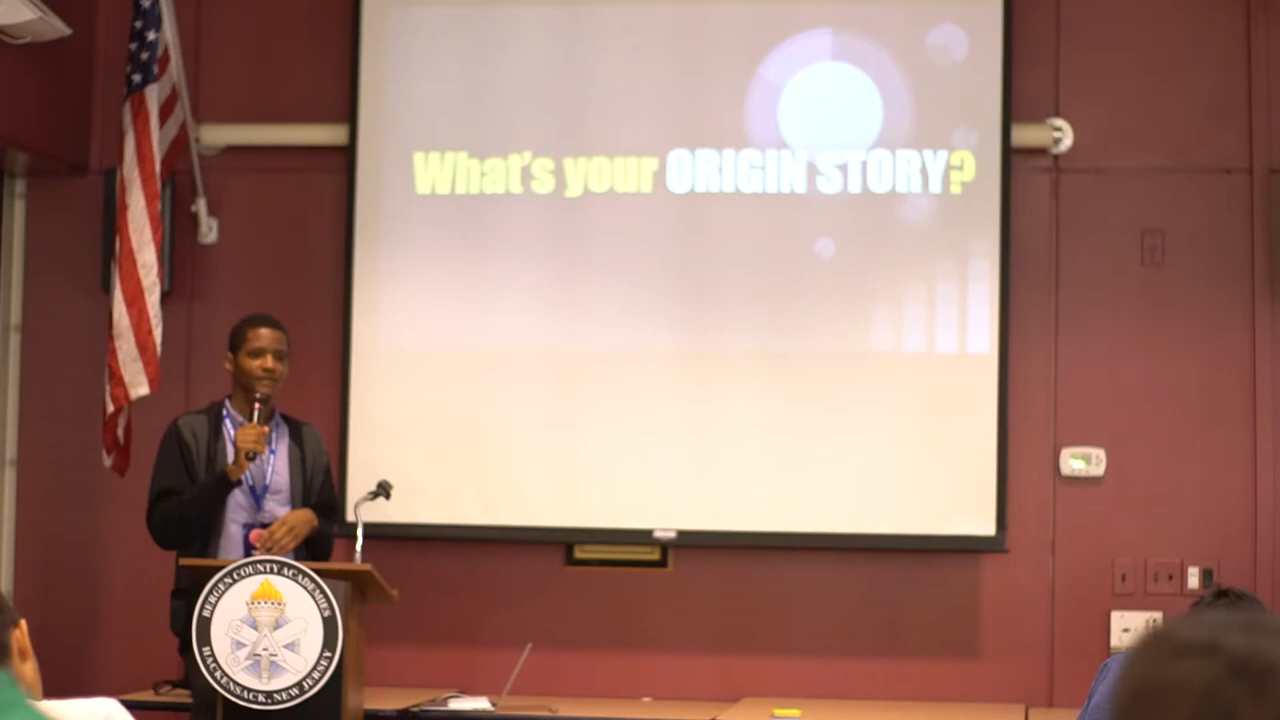 What's your ORIGIN STORY?
BERGEN COUNTY ACADEMIES
HACKENSACK, NEW JERSEY